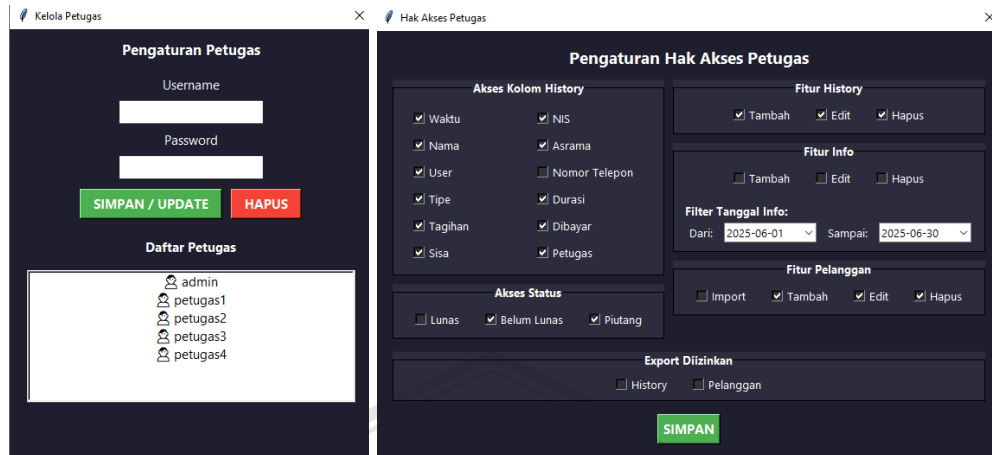 Kelola Petugas
Pengaturan Petugas
Username
Password
SIMPAN / UPDATE HAPUS
Daftar Petugas
admin
petugas1
petugas2
petugas3
petugas4
Hak Akses Petugas
Pengaturan Hak Akses Petugas
Akses Kolom History
Waktu NIS
Nama Asrama
User Nomor Telepon
Tipe Durasi
Tagihan Dibayar
Sisa Petugas
Akses Status
Lunas Belum Lunas Piutang
Fitur History
Tambah Edit Hapus
Fitur Info
Tambah Edit Hapus
Filter Tanggal Info:
Dari: 2025-06-01 Sampai: 2025-06-30
Fitur Pelanggan
Import Tambah Edit Hapus
Export Diizinkan
History Pelanggan
SIMPAN